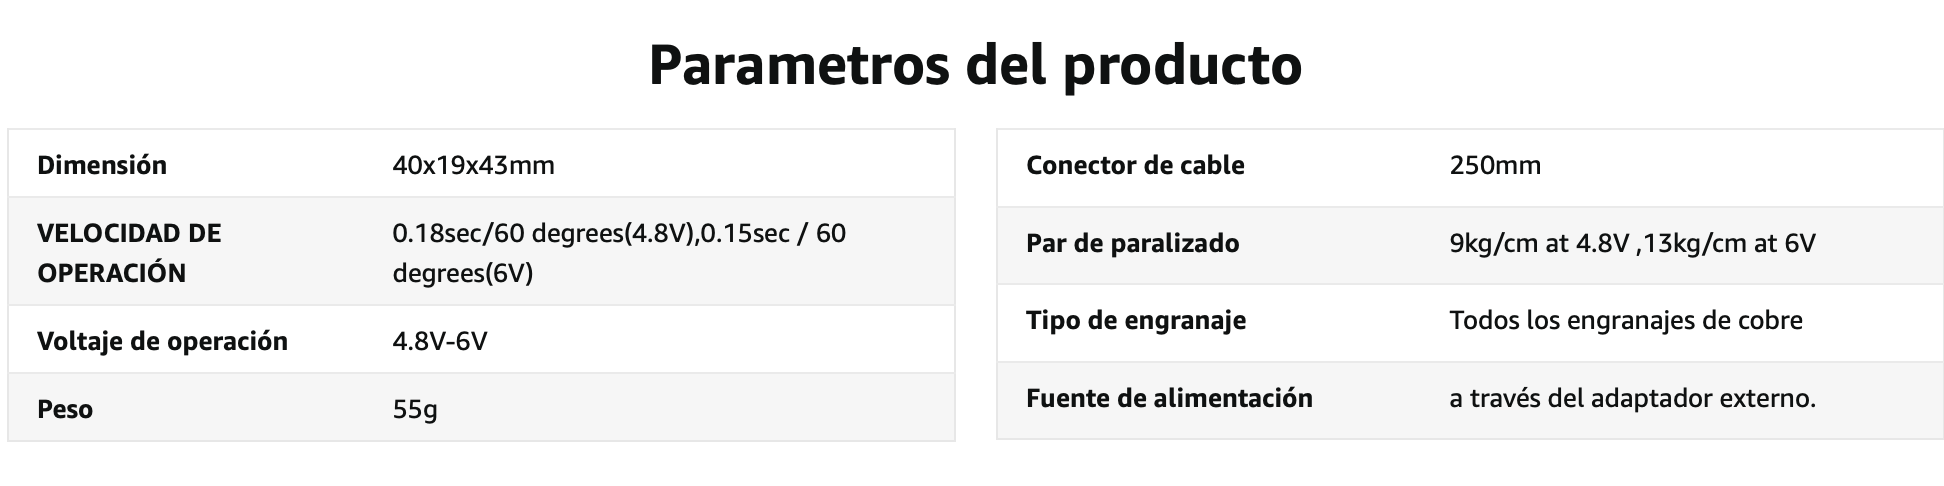 Parametros del producto
Dimensión 40x19x43mm
VELOCIDAD DE OPERACIÓN 0.18sec/60 degrees(4.8V),0.15sec / 60 degrees(6V)
Voltaje de operación 4.8V-6V
Peso 55g
Conector de cable 250mm
Par de paralizado 9kg/cm at 4.8V ,13kg/cm at 6V
Tipo de engranaje Todos los engranajes de cobre
Fuente de alimentación a través del adaptador externo.